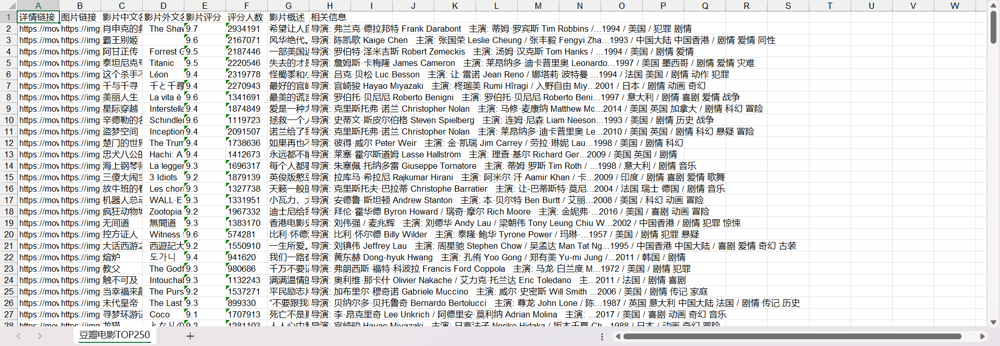 A B C D E F G H I J K L M N O P Q R S T U V W
1 详情链接 图片链接 影片中文名 影片外文名 影片评分 评分人数 影片概述 相关信息
2 https://mov https://img 肖申克的救 The Shaw 9.7 2934191 希望让人自 导演: 弗兰克·德拉邦特 Frank Darabont 主演: 蒂姆·罗宾斯 Tim Robbins /...1994 / 美国 / 犯罪 剧情
3 https://mov https://img 霸王别姬 9.6 2167071 风华绝代。 导演: 陈凯歌 Kaige Chen 主演: 张国荣 Leslie Cheung / 张丰毅 Fengyi Zha...1993 / 中国大陆 中国香港 / 剧情 爱情 同性
4 https://mov https://img 阿甘正传 Forrest G 9.5 2187446 一部美国近 导演: 罗伯特·泽米吉斯 Robert Zemeckis 主演: 汤姆·汉克斯 Tom Hanks / ...1994 / 美国 / 剧情 爱情
5 https://mov https://img 泰坦尼克号 Titanic 9.5 2220546 失去的才是 导演: 詹姆斯·卡梅隆 James Cameron 主演: 莱昂纳多·迪卡普里奥 Leonardo...1997 / 美国 墨西哥 / 剧情 爱情 灾难
6 https://mov https://img 这个杀手不 Léon 9.4 2319778 怪蜀黍和小 导演: 吕克·贝松 Luc Besson 主演: 让·雷诺 Jean Reno / 娜塔莉·波特曼 ...1994 / 法国 美国 / 剧情 动作 犯罪
7 https://mov https://img 千与千寻 千と千尋 9.4 2270943 最好的宫崎 导演: 宫崎骏 Hayao Miyazaki 主演: 柊瑠美 Rumi Hîragi / 入野自由 Miy...2001 / 日本 / 剧情 动画 奇幻
8 https://mov https://img 美丽人生 La vita è 9.6 1341691 最美的谎言 导演: 罗伯托·贝尼尼 Roberto Benigni 主演: 罗伯托·贝尼尼 Roberto Beni...1997 / 意大利 / 剧情 喜剧 爱情 战争
9 https://mov https://img 星际穿越 Interstella 9.4 1874849 爱是一种力 导演: 克里斯托弗·诺兰 Christopher Nolan 主演: 马修·麦康纳 Matthew Mc...2014 / 美国 英国 加拿大 / 剧情 科幻 冒险
10 https://mov https://img 辛德勒的名 Schindler 9.6 1119723 拯救一个人 导演: 史蒂文·斯皮尔伯格 Steven Spielberg 主演: 连姆·尼森 Liam Neeson...1993 / 美国 / 剧情 历史 战争
11 https://mov https://img 盗梦空间 Inception 9.4 2091507 诺兰给了我 导演: 克里斯托弗·诺兰 Christopher Nolan 主演: 莱昂纳多·迪卡普里奥 Le...2010 / 美国 英国 / 剧情 科幻 悬疑 冒险
12 https://mov https://img 楚门的世界 The Trum 9.4 1738636 如果再也不 导演: 彼得·威尔 Peter Weir 主演: 金·凯瑞 Jim Carrey / 劳拉·琳妮 Lau...1998 / 美国 / 剧情 科幻
13 https://mov https://img 忠犬八公的 Hachi: A 9.4 1412673 永远都不能 导演: 莱塞·霍尔斯道姆 Lasse Hallström 主演: 理查·基尔 Richard Ger...2009 / 美国 英国 / 剧情
14 https://mov https://img 海上钢琴师 La legger 9.3 1696317 每个人都要 导演: 朱塞佩·托纳多雷 Giuseppe Tornatore 主演: 蒂姆·罗斯 Tim Roth / ...1998 / 意大利 / 剧情 音乐
15 https://mov https://img 三傻大闹宝 3 Idiots 9.2 1879139 英俊版憨豆 导演: 拉库马·希拉尼 Rajkumar Hirani 主演: 阿米尔·汗 Aamir Khan / 卡...2009 / 印度 / 剧情 喜剧 爱情 歌舞
16 https://mov https://img 放牛班的春 Les chori 9.3 1327738 天籁一般的 导演: 克里斯托夫·巴拉蒂 Christophe Barratier 主演: 让-巴蒂斯特·莫尼...2004 / 法国 瑞士 德国 / 剧情 音乐
17 https://mov https://img 机器人总动 WALL·E 9.3 1331951 小瓦力，大 导演: 安德鲁·斯坦顿 Andrew Stanton 主演: 本·贝尔特 Ben Burtt / 艾丽...2008 / 美国 / 科幻 动画 冒险
18 https://mov https://img 疯狂动物城 Zootopia 9.2 1967332 迪士尼给我 导演: 拜伦·霍华德 Byron Howard / 瑞奇·摩尔 Rich Moore 主演: 金妮弗·...2016 / 美国 / 喜剧 动画 冒险
19 https://mov https://img 无间道 無間道 9.3 1383170 香港电影史 导演: 刘伟强 / 麦兆辉 主演: 刘德华 Andy Lau / 梁朝伟 Tony Leung Chiu W...2002 / 中国香港 / 剧情 犯罪 惊悚
20 https://mov https://img 控方证人 Witness f 9.6 574281 比利·怀德满 导演: 比利·怀尔德 Billy Wilder 主演: 泰隆·鲍华 Tyrone Power / 玛琳·...1957 / 美国 / 剧情 犯罪 悬疑
21 https://mov https://img 大话西游之 西遊記大 9.2 1550910 一生所爱。 导演: 刘镇伟 Jeffrey Lau 主演: 周星驰 Stephen Chow / 吴孟达 Man Tat Ng...1995 / 中国香港 中国大陆 / 喜剧 爱情 奇幻 古装
22 https://mov https://img 熔炉 도가니 9.4 941620 我们一路奋 导演: 黄东赫 Dong-hyuk Hwang 主演: 孔侑 Yoo Gong / 郑有美 Yu-mi Jung /...2011 / 韩国 / 剧情
23 https://mov https://img 教父 The Godf 9.3 980686 千万不要记 导演: 弗朗西斯·福特·科波拉 Francis Ford Coppola 主演: 马龙·白兰度 M...1972 / 美国 / 剧情 犯罪
24 https://mov https://img 触不可及 Intouchab 9.3 1132243 满满温情的 导演: 奥利维·那卡什 Olivier Nakache / 艾力克·托兰达 Eric Toledano 主...2011 / 法国 / 剧情 喜剧
25 https://mov https://img 当幸福来敲 The Purs 9.2 1537271 平民励志片 导演: 加布里尔·穆奇诺 Gabriele Muccino 主演: 威尔·史密斯 Will Smith ...2006 / 美国 / 剧情 传记 家庭
26 https://mov https://img 末代皇帝 The Last 9.3 899330 “不要跟我比 导演: 贝纳尔多·贝托鲁奇 Bernardo Bertolucci 主演: 尊龙 John Lone / 陈...1987 / 英国 意大利 中国大陆 法国 / 剧情 传记 历史
27 https://mov https://img 寻梦环游记 Coco 9.1 1707913 死亡不是真 导演: 李·昂克里奇 Lee Unkrich / 阿德里安·莫利纳 Adrian Molina 主演: ...2017 / 美国 / 喜剧 动画 奇幻 音乐
28 https://mov https://img 龙猫 となりの 9.2 1281103 人人心中都 导演: 宫崎骏 Hayao Miyazaki 主演: 日高法子 Noriko Hidaka / 坂本千夏 Ch...1988 / 日本 / 动画 奇幻 冒险
豆瓣电影TOP250